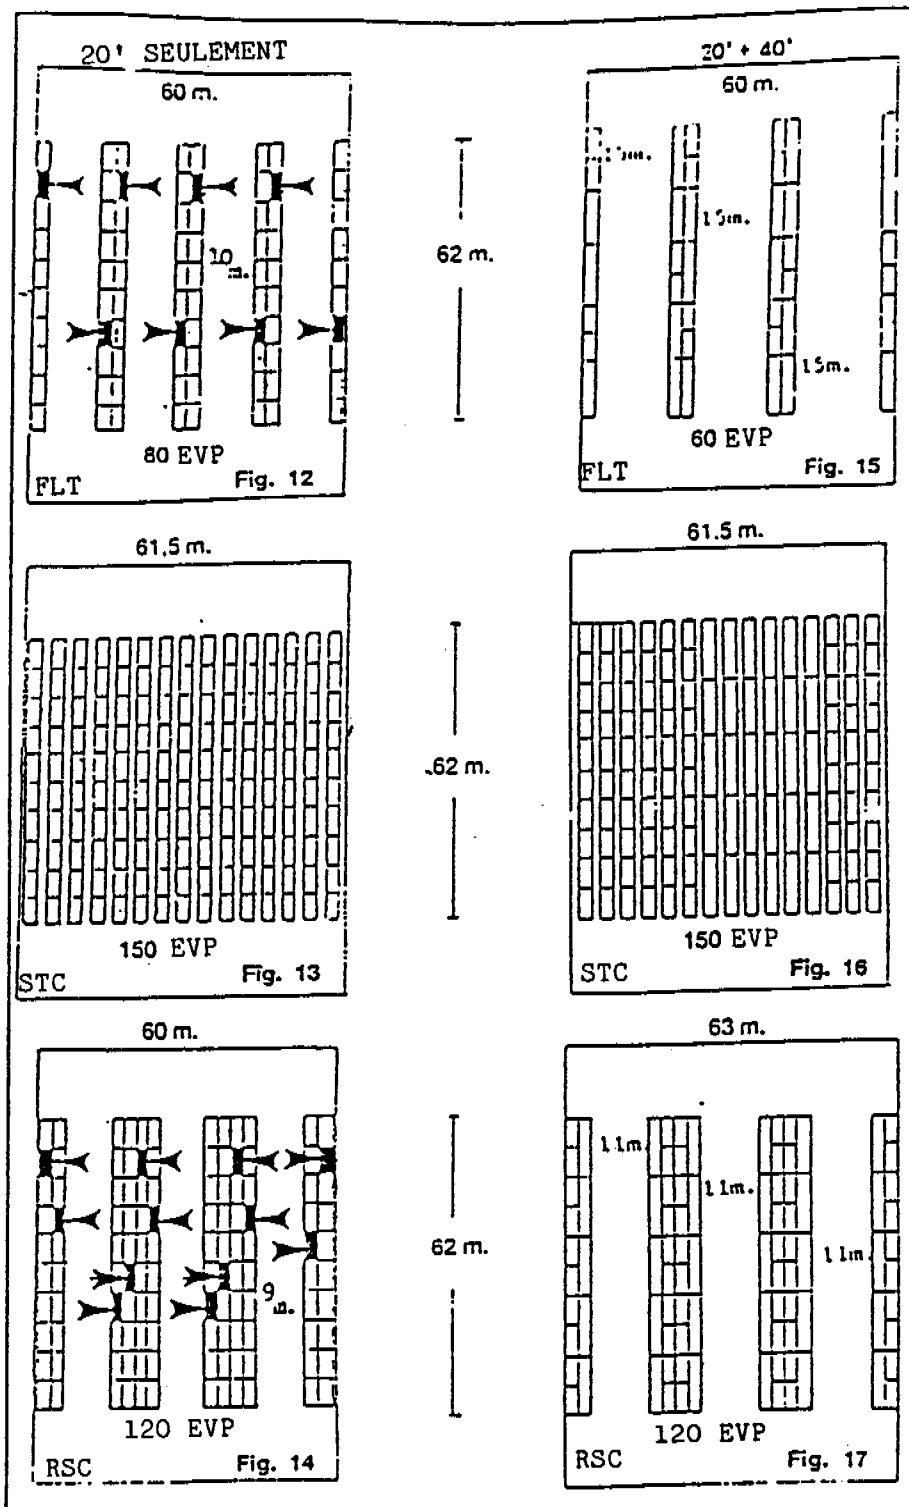 20' SEULEMENT
60 m.
10 m.
80 EVP
FLT
Fig. 12
62 m.
20' + 40'
60 m.
15m.
15m.
60 EVP
FLT
Fig. 15
61,5 m.
150 EVP
STC
Fig. 13
62 m.
61.5 m.
150 EVP
STC
Fig. 16
60 m.
9 m.
120 EVP
RSC
Fig. 14
62 m.
63 m.
11m.
11m.
11m.
120 EVP
RSC
Fig. 17